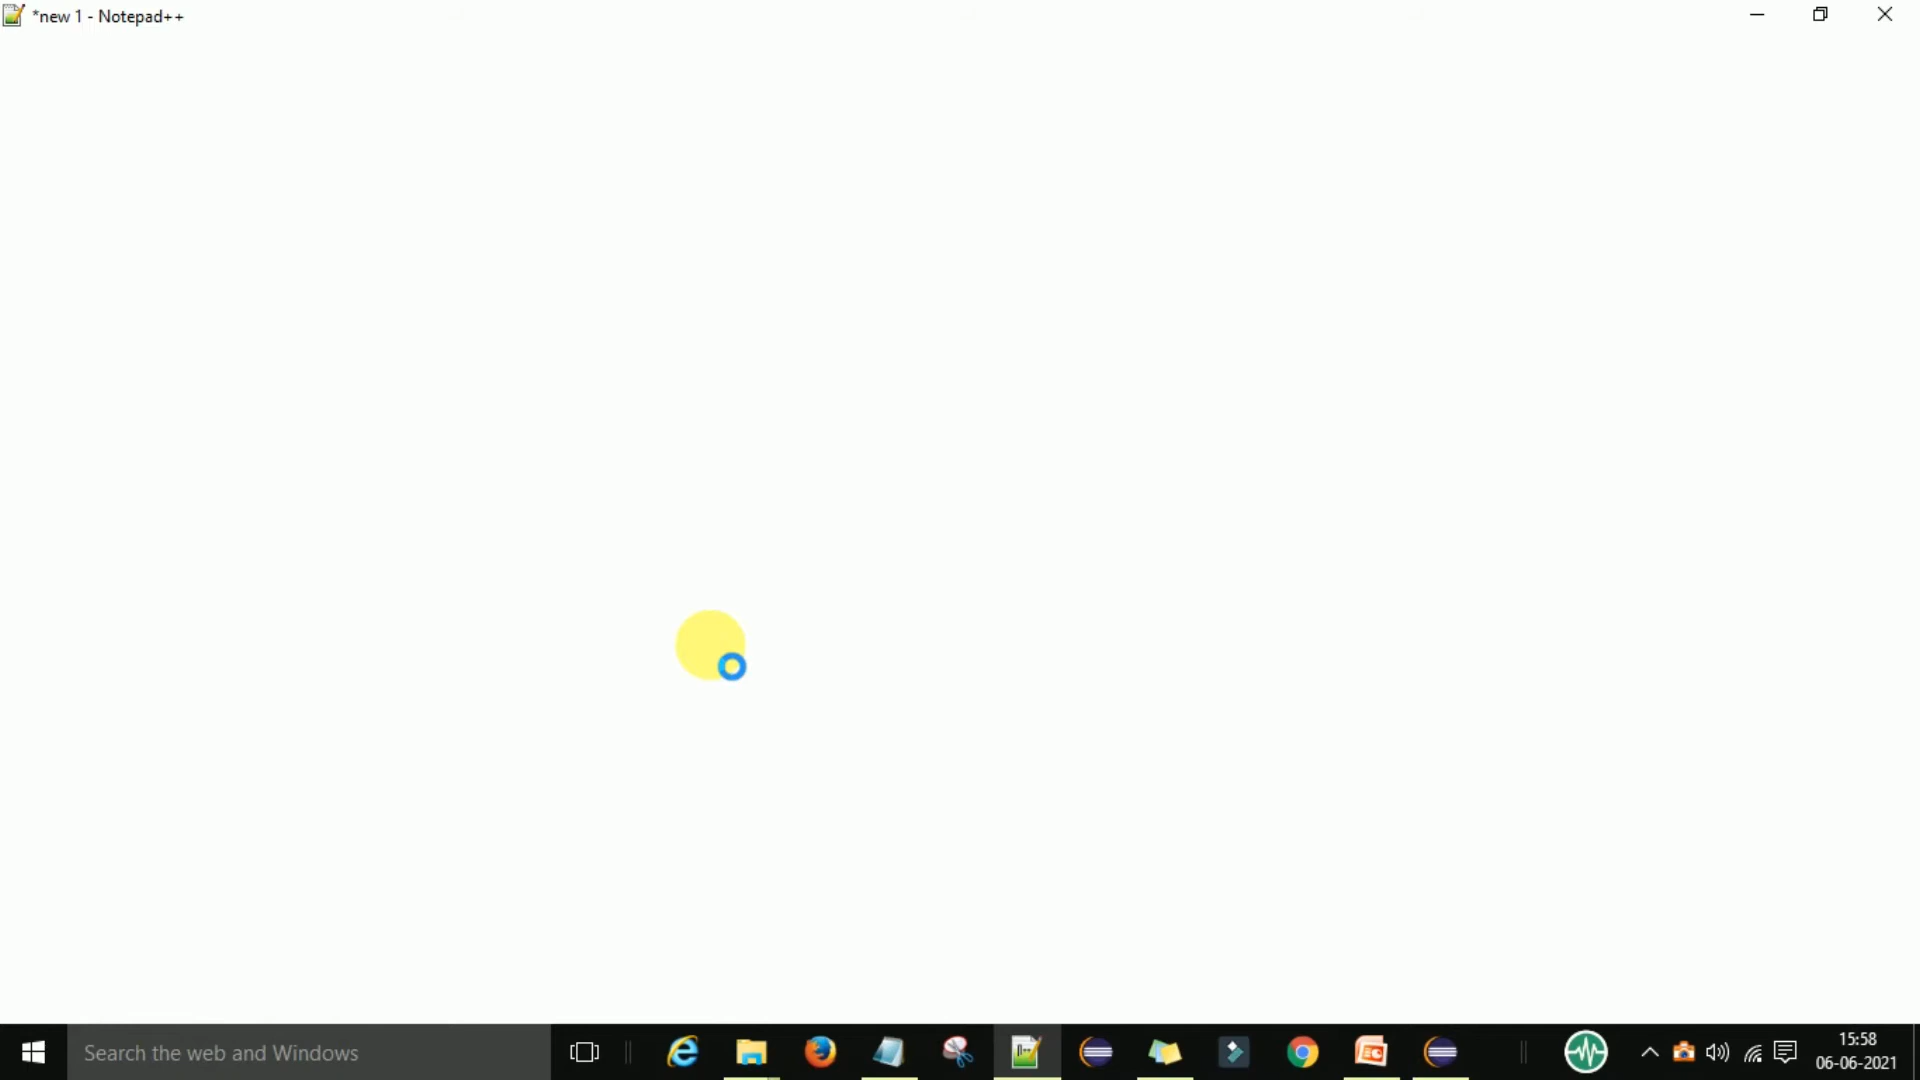 *new 1 - Notepad++
Search the web and Windows
15:58
06-06-2021